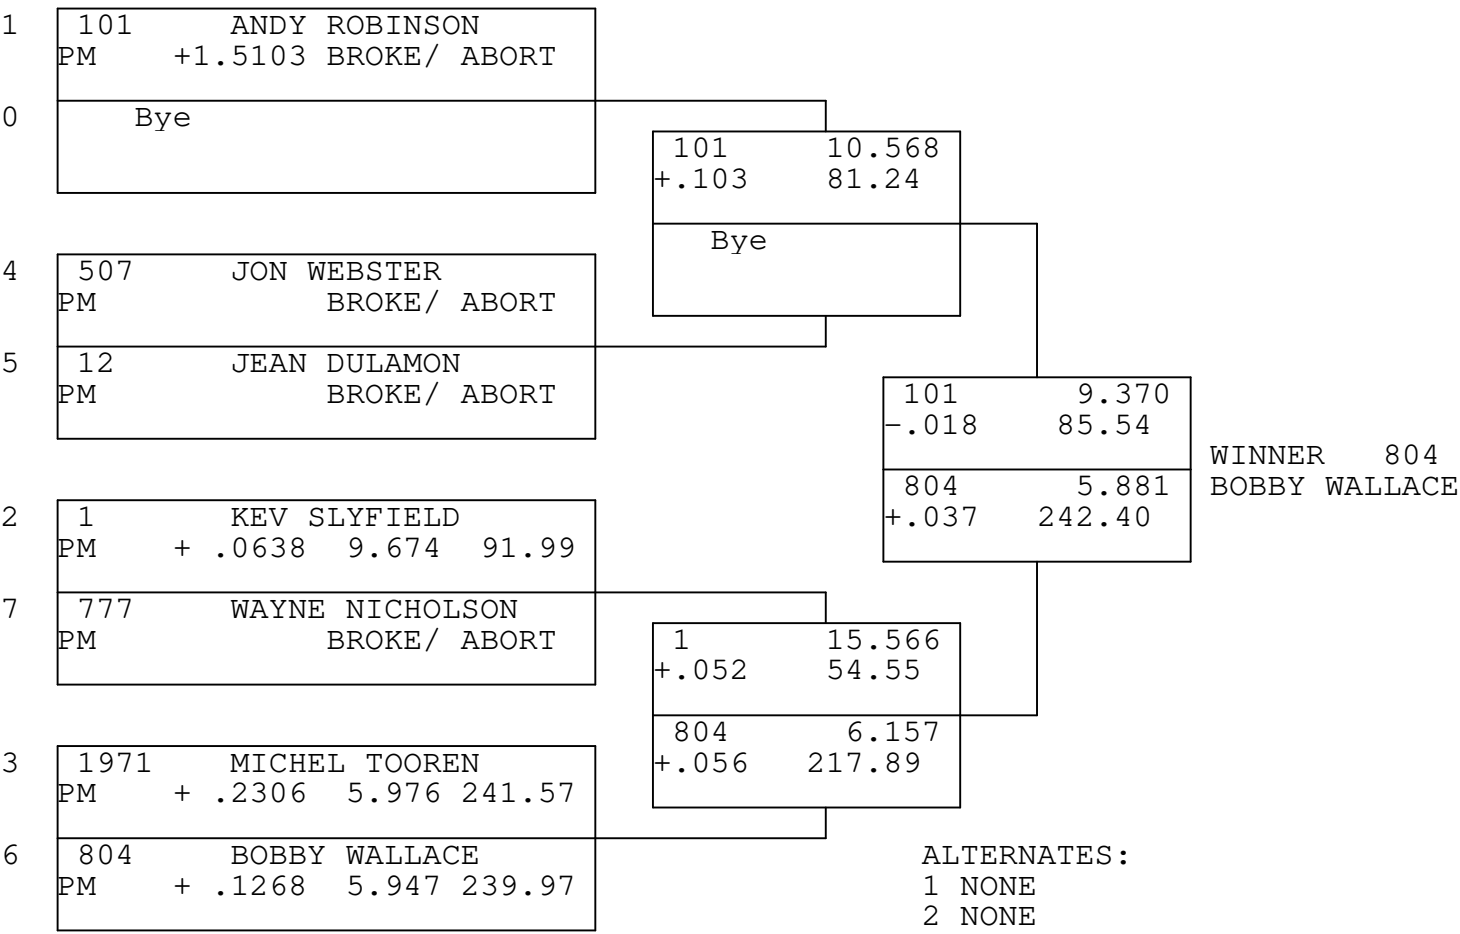 1 101 ANDY ROBINSON
PM +1.5103 BROKE/ ABORT
0 Bye
101 10.568
+.103 81.24
Bye
4 507 JON WEBSTER
PM BROKE/ ABORT
5 12 JEAN DULAMON
PM BROKE/ ABORT
101 9.370
-.018 85.54
WINNER 804
804 5.881
BOBBY WALLACE
+.037 242.40
2 1 KEV SLYFIELD
PM + .0638 9.674 91.99
7 777 WAYNE NICHOLSON
PM BROKE/ ABORT
1 15.566
+.052 54.55
804 6.157
+.056 217.89
3 1971 MICHEL TOOREN
PM + .2306 5.976 241.57
6 804 BOBBY WALLACE
PM + .1268 5.947 239.97
ALTERNATES:
1 NONE
2 NONE